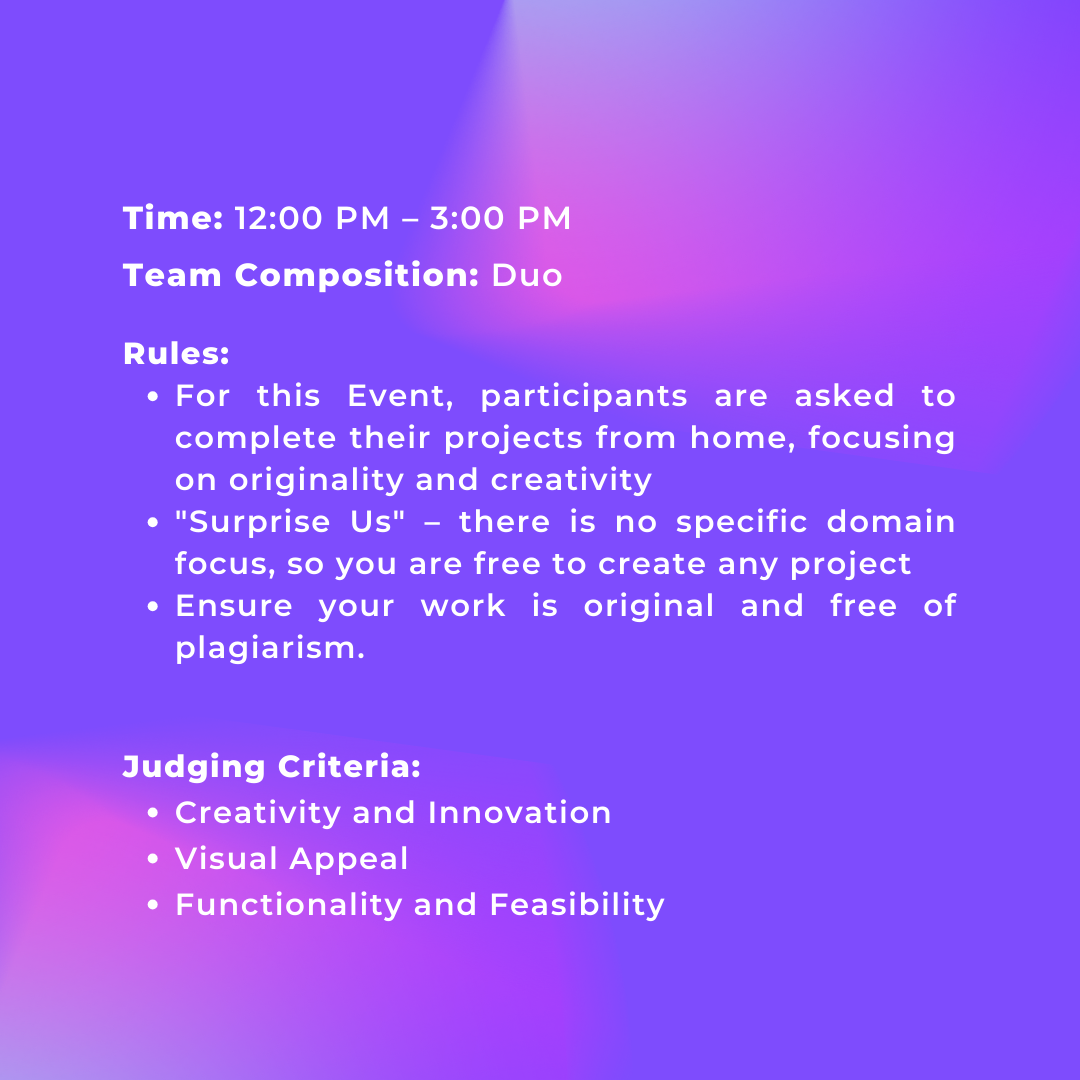 Time: 12:00 PM – 3:00 PM
Team Composition: Duo
Rules:
• For this Event, participants are asked to
complete their projects from home, focusing
on originality and creativity
• "Surprise Us" – there is no specific domain
focus, so you are free to create any project
• Ensure your work is original and free of
plagiarism.
Judging Criteria:
• Creativity and Innovation
• Visual Appeal
• Functionality and Feasibility